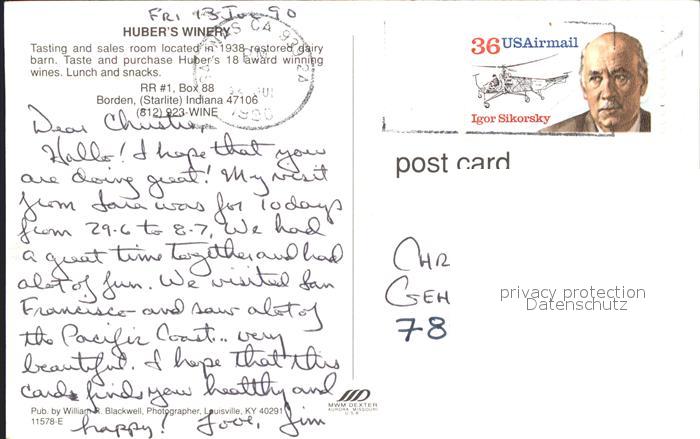 Fri 13 Jul 90
HUBER'S WINERY
Tasting and sales room located in 1938 restored dairy
barn. Taste and purchase Huber's 18 award winning
wines. Lunch and snacks.
RR #1, Box 88
Borden, (Starlite) Indiana 47106
(812) 923-WINE
CA
1990
Dear
Hallo! I hope that you
are doing great! My visit
from Lara was for 10 days
from 29.6 to 8.7. We had
a great time together and had
alot of fun. We visited San
Francisco and saw alot of
the Pacific Coast... very
beautiful. I hope that this
card finds you healthy and
happy! Love, Jim
Pub. by William R. Blackwell, Photographer, Louisville, KY 40291
11578-E
MWM DEXTER
AURORA, MISSOURI
U.S.A.
36 USAirmail
Igor Sikorsky
post card
CHR
GEH
78
privacy protection
Datenschutz